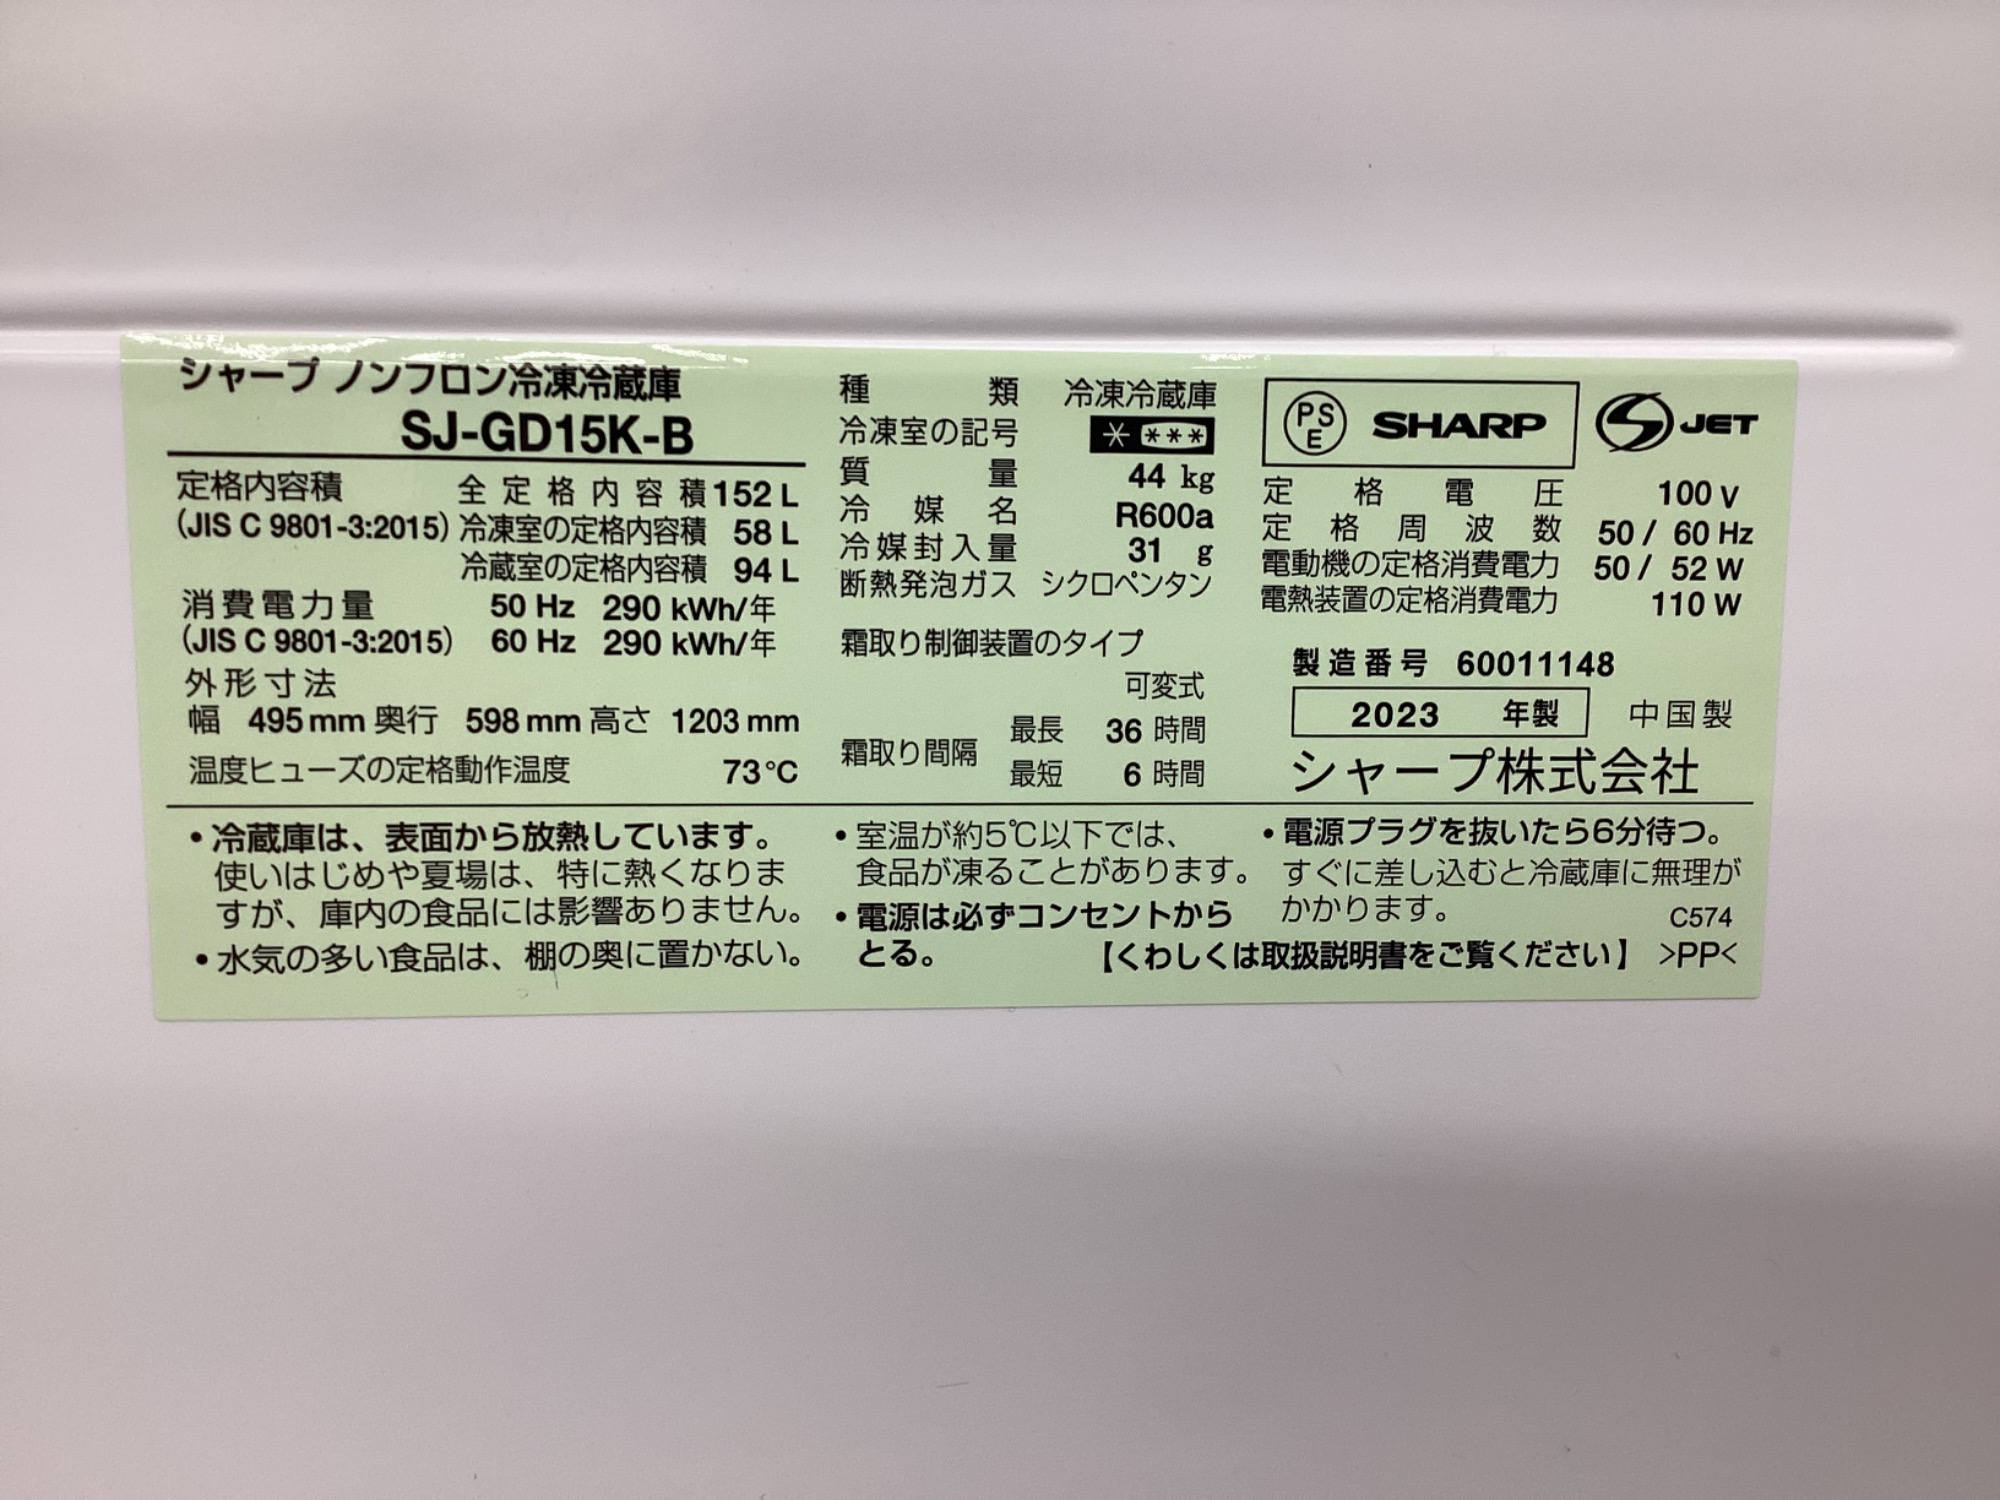 シャープ ノンフロン冷凍冷蔵庫
SJ-GD15K-B
定格内容積 全定格内容積 152 L
(JIS C 9801-3:2015) 冷凍室の定格内容積 58 L
冷蔵室の定格内容積 94 L
消費電力量 50 Hz 290 kWh/年
(JIS C 9801-3:2015) 60 Hz 290 kWh/年
外形寸法
幅 495 mm 奥行 598 mm 高さ 1203 mm
温度ヒューズの定格動作温度 73℃
種類 冷凍冷蔵庫
冷凍室の記号 * ***
質量 44 kg
冷媒名 R600a
冷媒封入量 31 g
断熱発泡ガス シクロペンタン
霜取り制御装置のタイプ
可変式
霜取り間隔 最長 36 時間
最短 6 時間
PSE SHARP JET
定格電圧 100 V
定格周波数 50 / 60 Hz
電動機の定格消費電力 50 / 52 W
電熱装置の定格消費電力 110 W
製造番号 60011148
2023 年製 中国製
シャープ株式会社
・冷蔵庫は、表面から放熱しています。
使いはじめや夏場は、特に熱くなりま
すが、庫内の食品には影響ありません。
・水気の多い食品は、棚の奥に置かない。
・室温が約5℃以下では、
食品が凍ることがあります。
・電源は必ずコンセントから
とる。
・電源プラグを抜いたら6分待つ。
すぐに差し込むと冷蔵庫に無理が
かかります。 C574
【くわしくは取扱説明書をご覧ください】 >PP<